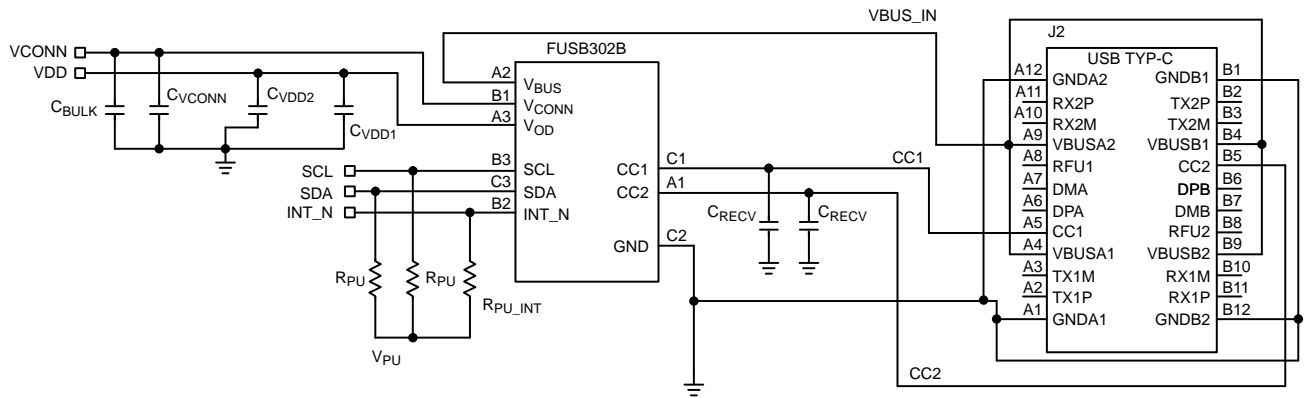 VBUS_IN
J2
FUSB302B
USB TYP-C
VCONN
VDD
CBULK
CVCONN
CVDD2
CVDD1
A2
B1
A3
VBUS
VCONN
VOD
SCL
SDA
INT_N
B3
C3
B2
SCL
SDA
INT_N
CC1
CC2
GND
C1
A1
C2
CC1
CRECV
CRECV
RPU
RPU
RPU_INT
VPU
CC2
A12 GNDA2
A11 RX2P
A10 RX2M
A9 VBUSA2
A8 RFU1
A7 DMA
A6 DPA
A5 CC1
A4 VBUSA1
A3 TX1M
A2 TX1P
A1 GNDA1
GNDB1 B1
TX2P B2
TX2M B3
VBUSB1 B4
CC2 B5
DPB B6
DMB B7
RFU2 B8
VBUSB2 B9
RX1M B10
RX1P B11
GNDB2 B12